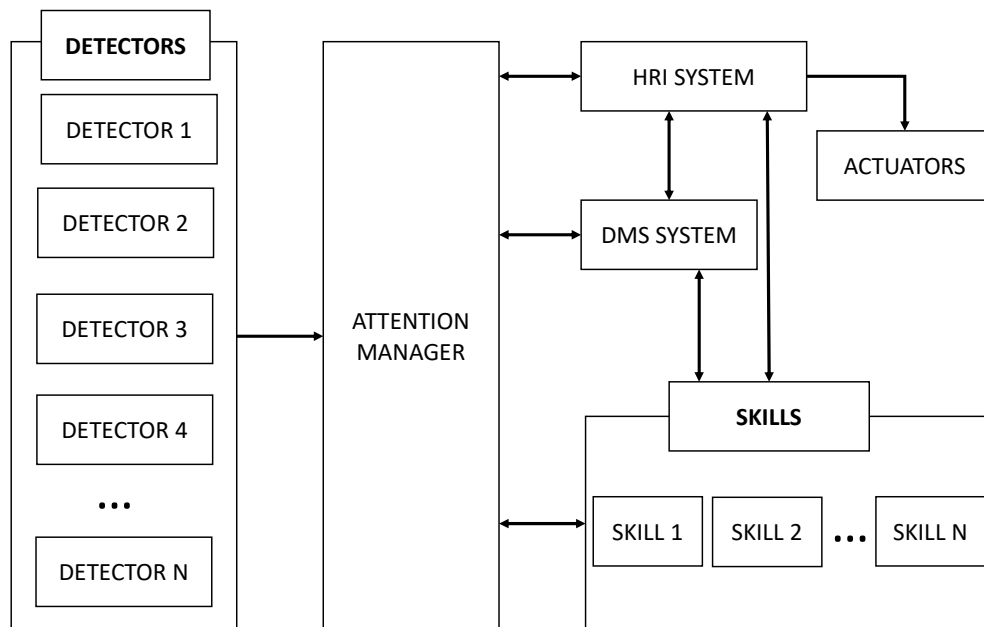 DETECTORS
DETECTOR 1
DETECTOR 2
DETECTOR 3
DETECTOR 4
...
DETECTOR N
ATTENTION
MANAGER
HRI SYSTEM
ACTUATORS
DMS SYSTEM
SKILLS
SKILL 1
SKILL 2
...
SKILL N